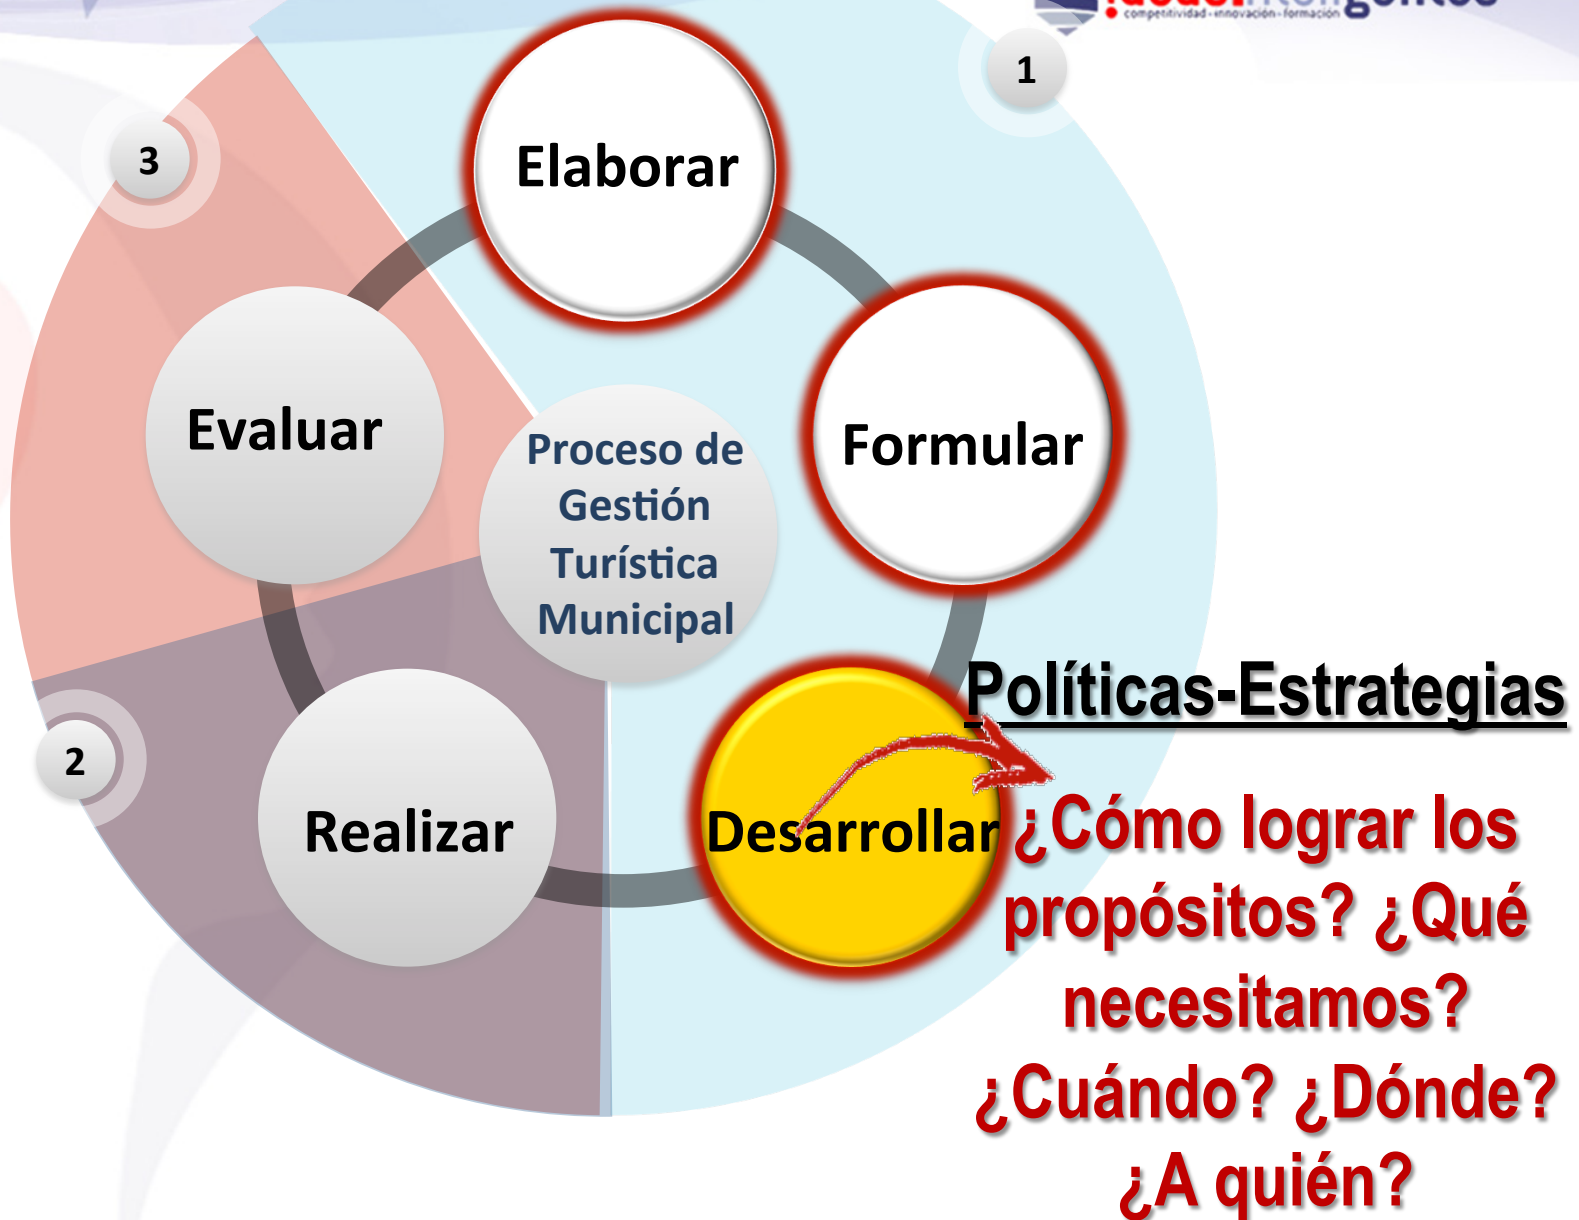 competitividad-innovación-formación
1
3
Elaborar
Evaluar
Formular
Proceso de
Gestión
Turística
Municipal
Políticas-Estrategias
2
Realizar
Desarrollar
¿Cómo lograr los
propósitos? ¿Qué
necesitamos?
¿Cuándo? ¿Dónde?
¿A quién?